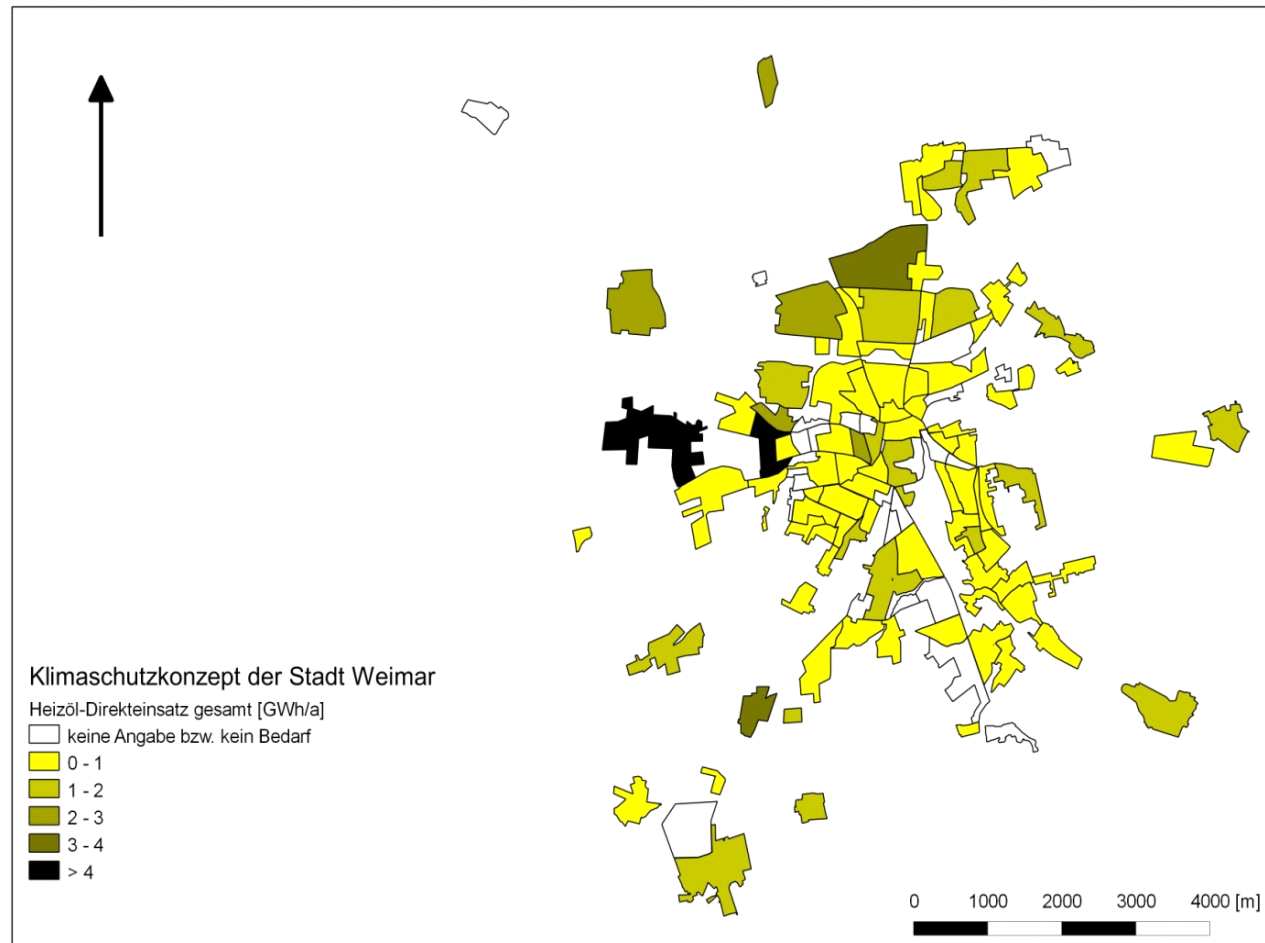 Klimaschutzkonzept der Stadt Weimar
Heizöl-Direkteinsatz gesamt [GWh/a]
keine Angabe bzw. kein Bedarf
0 - 1
1 - 2
2 - 3
3 - 4
> 4
0 1000 2000 3000 4000 [m]